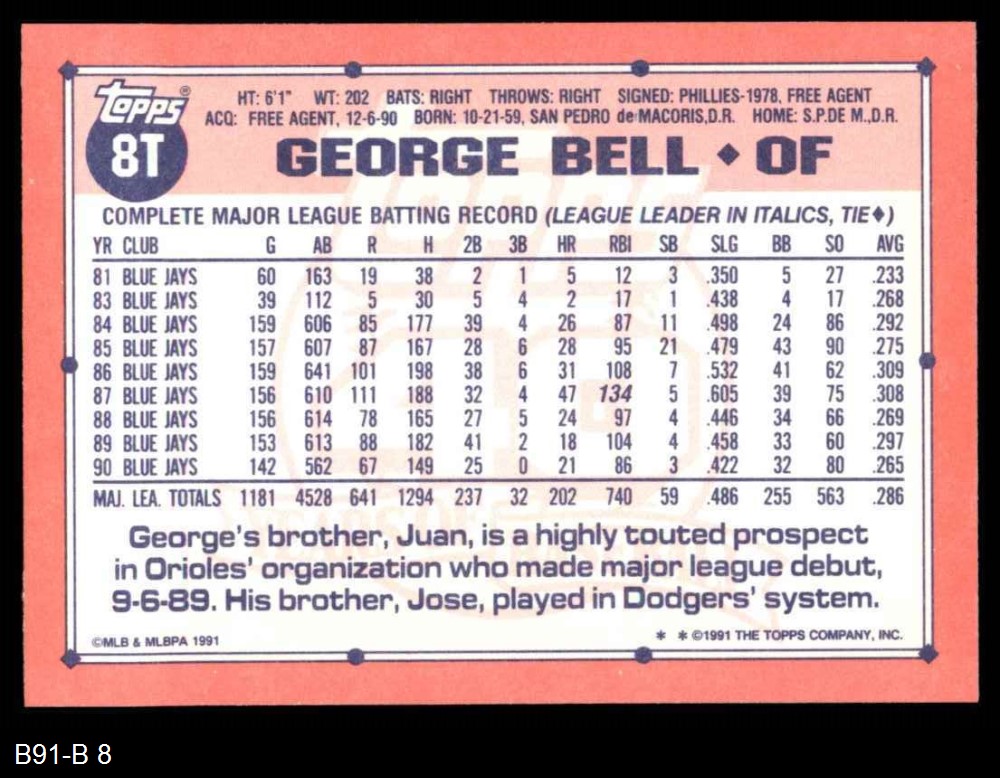 topps®
8T
HT: 6'1" WT: 202 BATS: RIGHT THROWS: RIGHT SIGNED: PHILLIES-1978, FREE AGENT
ACQ: FREE AGENT, 12-6-90 BORN: 10-21-59, SAN PEDRO de MACORIS,D.R. HOME: S.P.DE M.,D.R.
GEORGE BELL ◆ OF
COMPLETE MAJOR LEAGUE BATTING RECORD (LEAGUE LEADER IN ITALICS, TIE◆)
YR CLUB G AB R H 2B 3B HR RBI SB SLG BB SO AVG
81 BLUE JAYS 60 163 19 38 2 1 5 12 3 .350 5 27 .233
83 BLUE JAYS 39 112 5 30 5 4 2 17 1 .438 4 17 .268
84 BLUE JAYS 159 606 85 177 39 4 26 87 11 .498 24 86 .292
85 BLUE JAYS 157 607 87 167 28 6 28 95 21 .479 43 90 .275
86 BLUE JAYS 159 641 101 198 38 6 31 108 7 .532 41 62 .309
87 BLUE JAYS 156 610 111 188 32 4 47 134 5 .605 39 75 .308
88 BLUE JAYS 156 614 78 165 27 5 24 97 4 .446 34 66 .269
89 BLUE JAYS 153 613 88 182 41 2 18 104 4 .458 33 60 .297
90 BLUE JAYS 142 562 67 149 25 0 21 86 3 .422 32 80 .265
MAJ. LEA. TOTALS 1181 4528 641 1294 237 32 202 740 59 .486 255 563 .286
George's brother, Juan, is a highly touted prospect
in Orioles' organization who made major league debut,
9-6-89. His brother, Jose, played in Dodgers' system.
©MLB & MLBPA 1991
* * ©1991 THE TOPPS COMPANY, INC.
B91-B 8